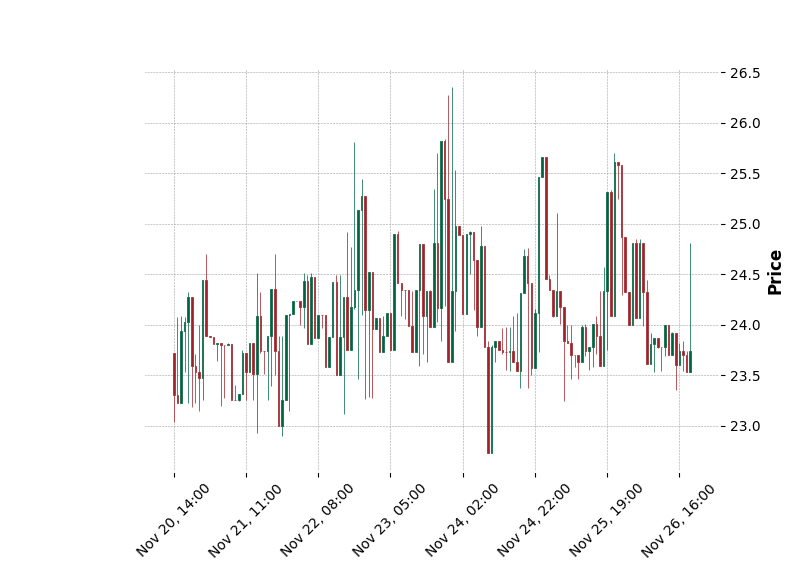 26.5
26.0
25.5
25.0
24.5
24.0
23.5
23.0
Price
Nov 20, 14:00
Nov 21, 11:00
Nov 22, 08:00
Nov 23, 05:00
Nov 24, 02:00
Nov 24, 22:00
Nov 25, 19:00
Nov 26, 16:00